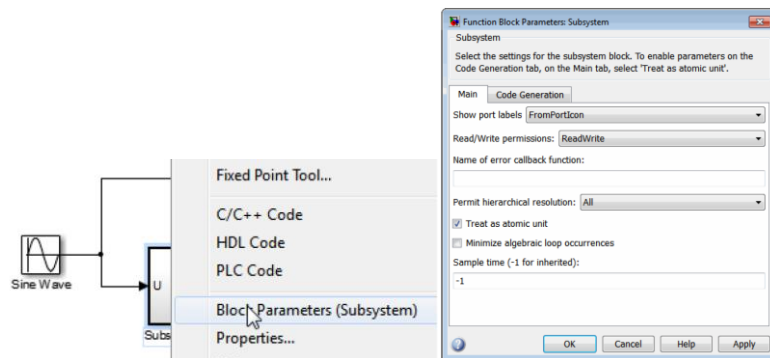 Sine Wave
U
Subs
Fixed Point Tool...
C/C++ Code
HDL Code
PLC Code
Block Parameters (Subsystem)
Properties...
Function Block Parameters: Subsystem
Subsystem
Select the settings for the subsystem block. To enable parameters on the
Code Generation tab, on the Main tab, select 'Treat as atomic unit'.
Main Code Generation
Show port labels FromPortIcon
Read/Write permissions: ReadWrite
Name of error callback function:
Permit hierarchical resolution: All
Treat as atomic unit
Minimize algebraic loop occurrences
Sample time (-1 for inherited):
-1
OK Cancel Help Apply